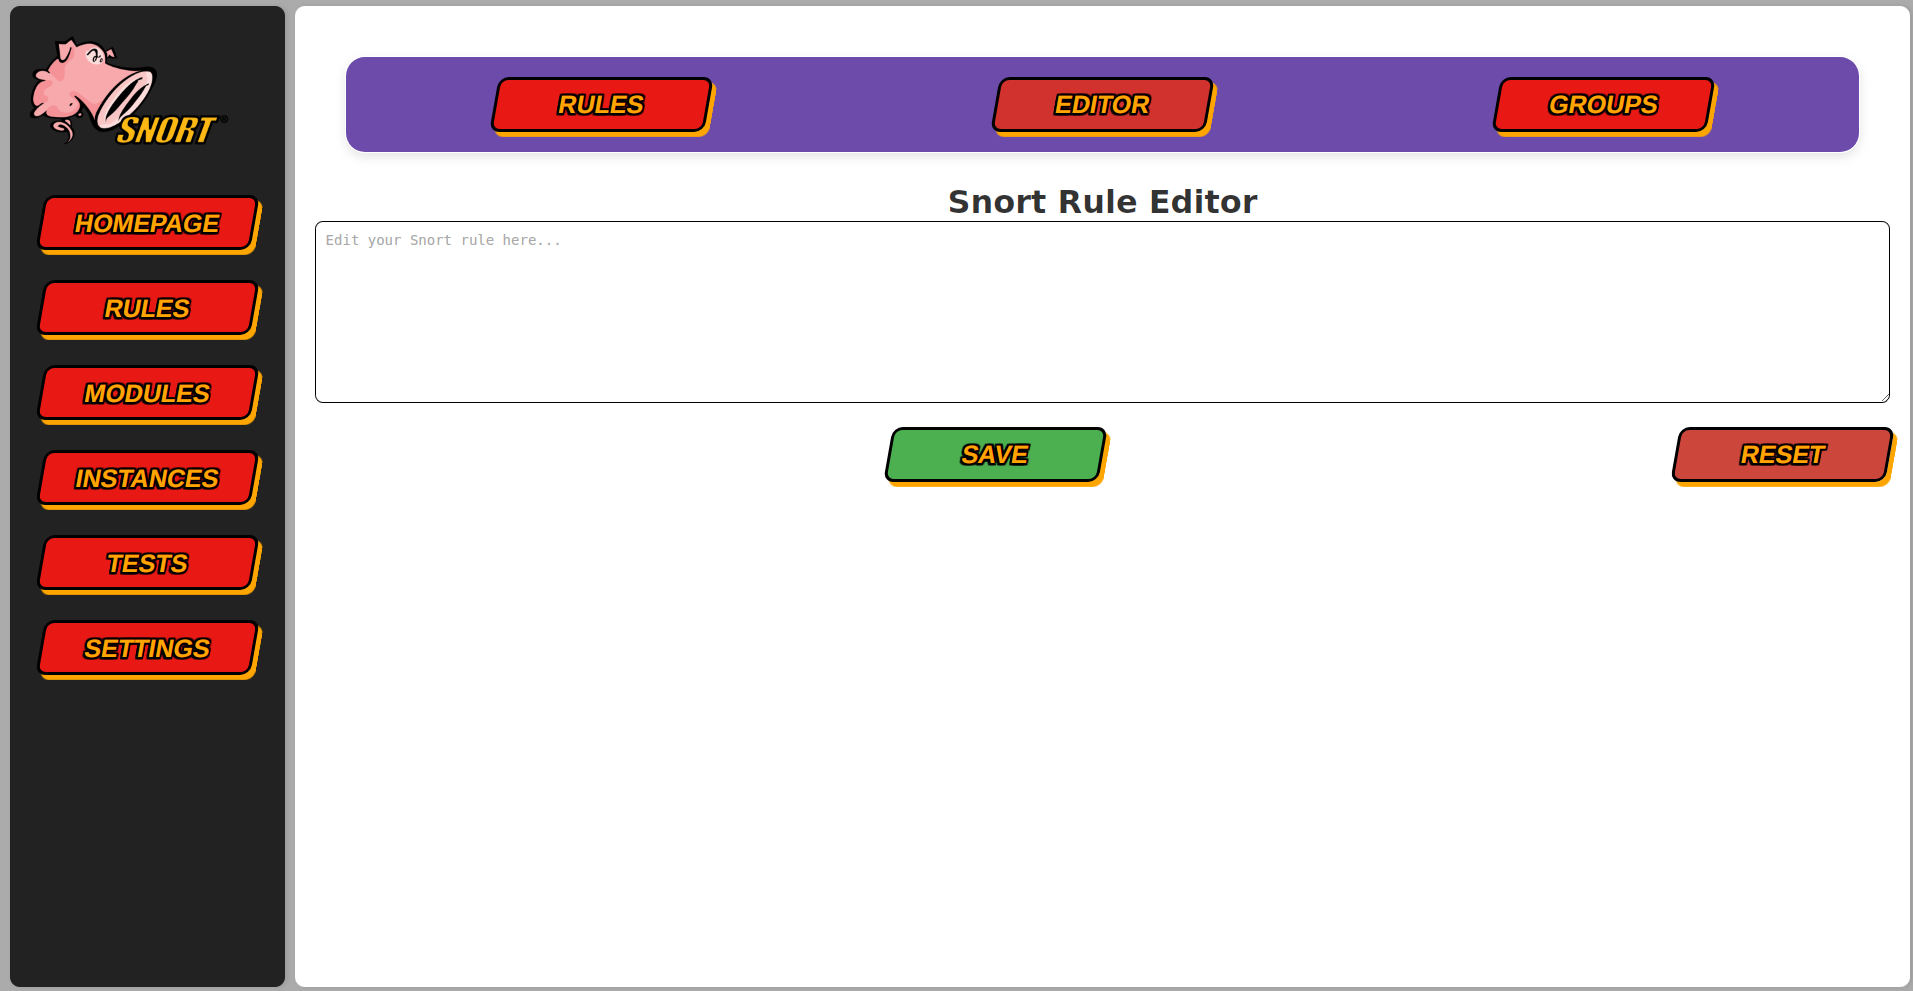 SNORT®
HOMEPAGE
RULES
MODULES
INSTANCES
TESTS
SETTINGS
RULES
EDITOR
GROUPS
Snort Rule Editor
Edit your Snort rule here...
SAVE
RESET